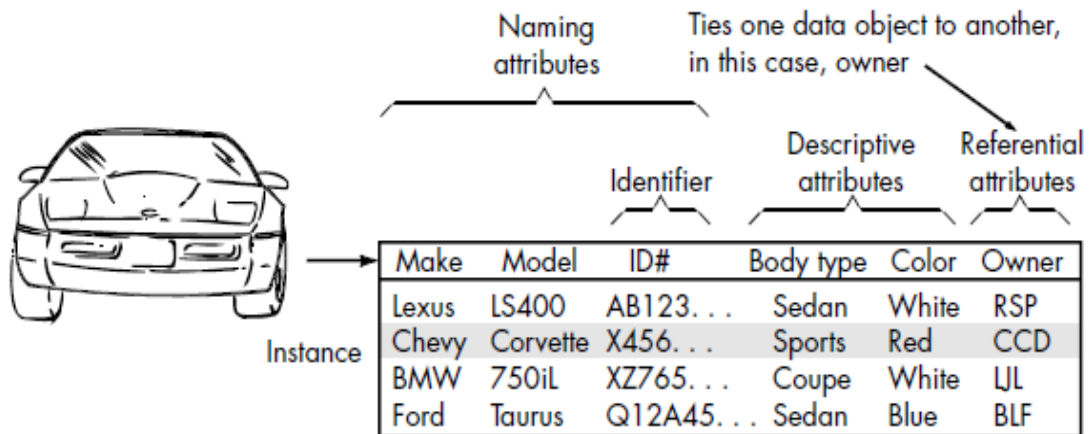 Naming
attributes
Ties one data object to another,
in this case, owner
Identifier
Descriptive
attributes
Referential
attributes
Make Model ID# Body type Color Owner
Lexus LS400 AB123. . . Sedan White RSP
Instance
Chevy Corvette X456. . . Sports Red CCD
BMW 750iL XZ765. . . Coupe White LJL
Ford Taurus Q12A45. . . Sedan Blue BLF